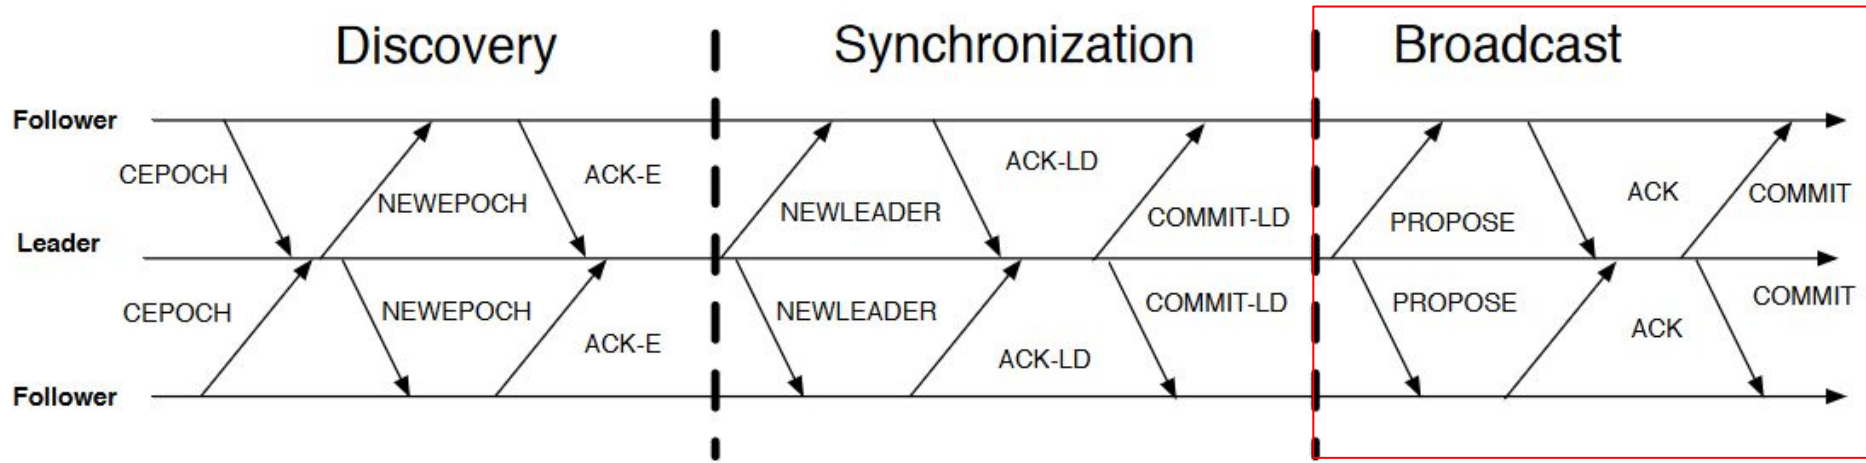 Discovery
Synchronization
Broadcast
Follower
CEPOCH
NEWEPOCH
ACK-E
NEWLEADER
ACK-LD
COMMIT-LD
PROPOSE
ACK
COMMIT
Leader
CEPOCH
NEWEPOCH
ACK-E
NEWLEADER
ACK-LD
COMMIT-LD
PROPOSE
ACK
COMMIT
Follower